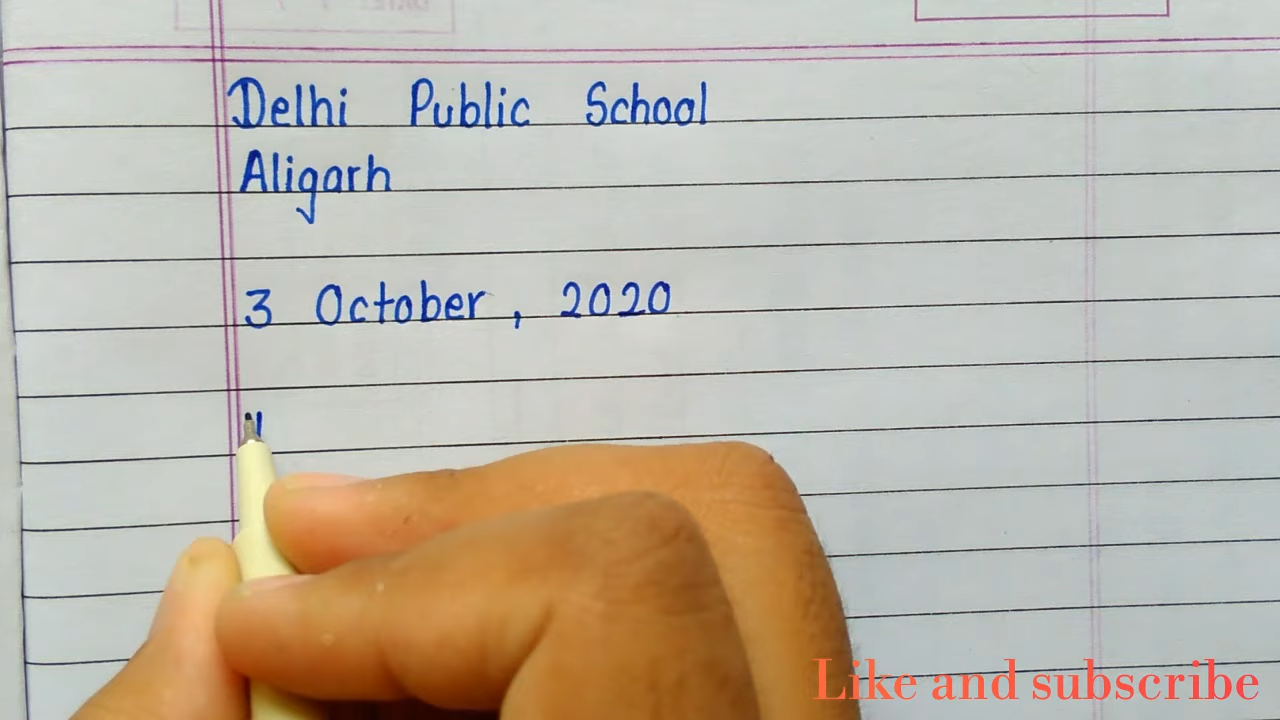 Delhi Public School
Aligarh
3 October, 2020
Like and subscribe